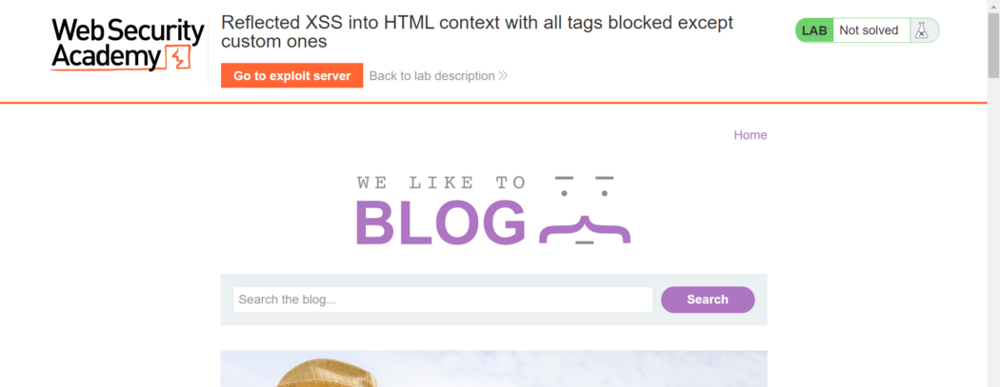 Web Security
Academy
Reflected XSS into HTML context with all tags blocked except
custom ones
Go to exploit server
Back to lab description
LAB
Not solved
Home
WE LIKE TO
BLOG
Search the blog...
Search